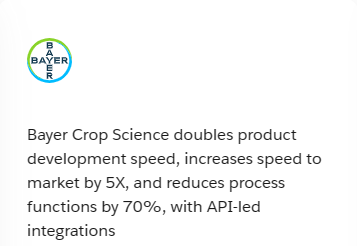 BAYER
BAYER
Bayer Crop Science doubles product
development speed, increases speed to
market by 5X, and reduces process
functions by 70%, with API-led
integrations